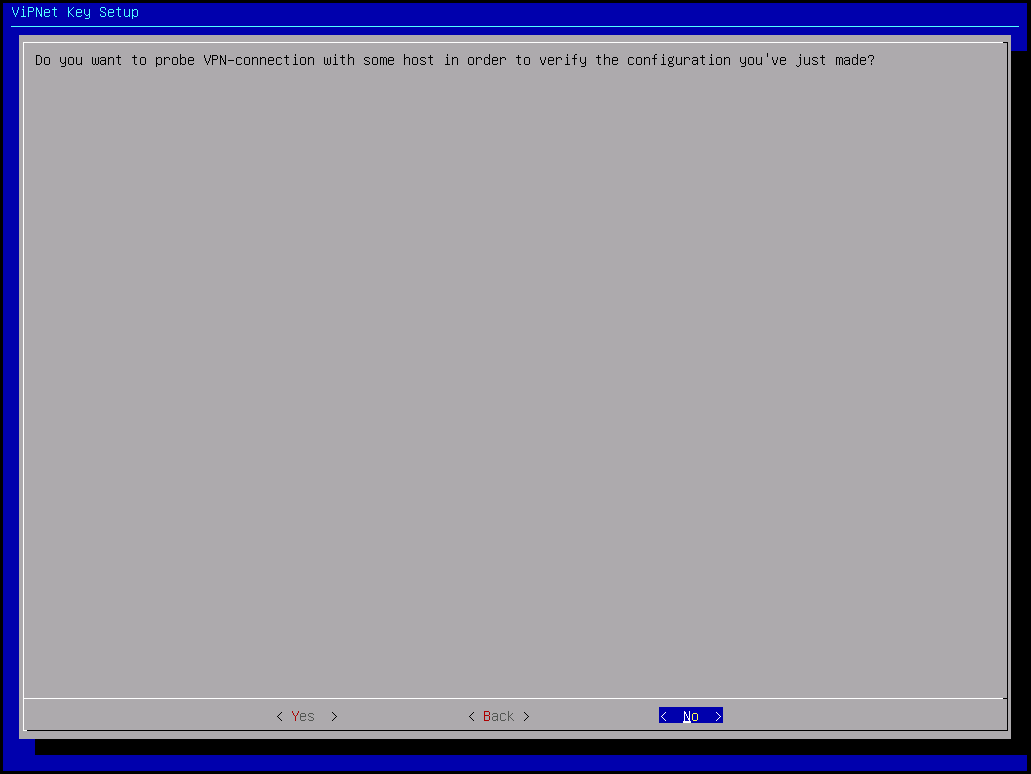 ViPNet Key Setup
Do you want to probe VPN-connection with some host in order to verify the configuration you've just made?
< Yes > < Back > < No >